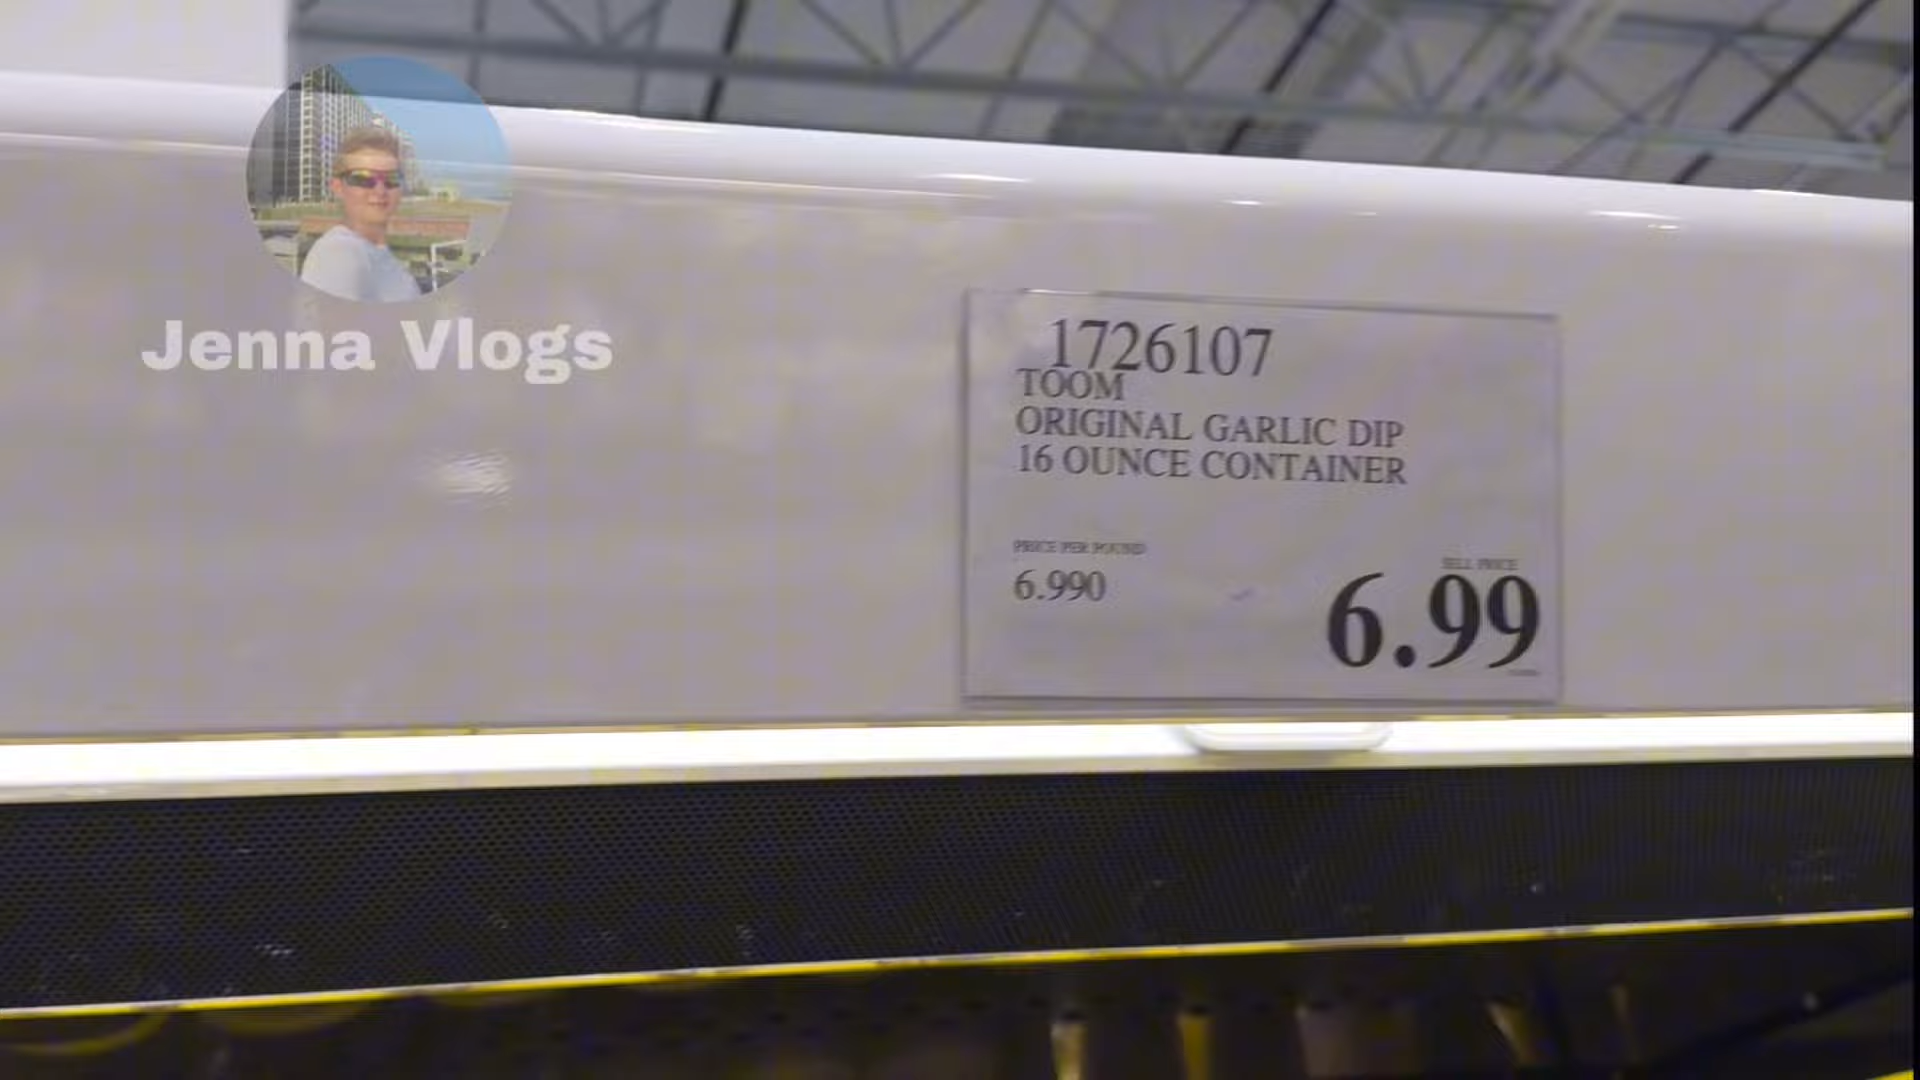 Jenna Vlogs
1726107
TOOM
ORIGINAL GARLIC DIP
16 OUNCE CONTAINER
PRICE PER POUND
6.990
SELL PRICE
6.99